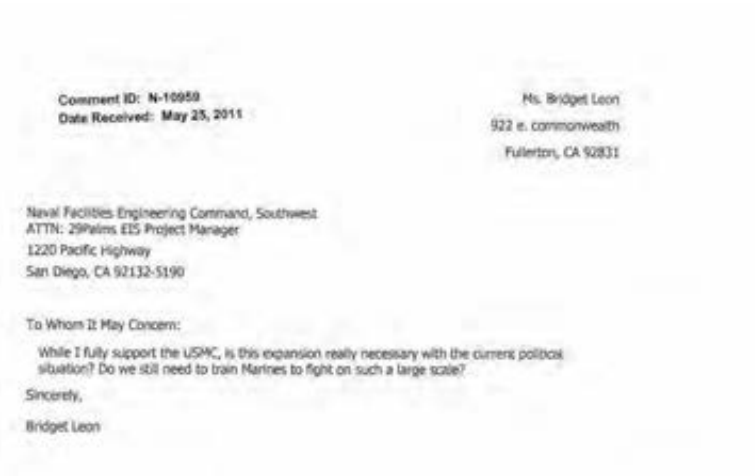 Comment ID: N-10959
Date Received: May 25, 2011
Ms. Bridget Leon
922 e. commonwealth
Fullerton, CA 92831
Naval Facilities Engineering Command, Southwest
ATTN: 29Palms EIS Project Manager
1220 Pacific Highway
San Diego, CA 92132-5190
To Whom It May Concern:
While I fully support the USMC, is this expansion really necessary with the current political
situation? Do we still need to train Marines to fight on such a large scale?
Sincerely,
Bridget Leon